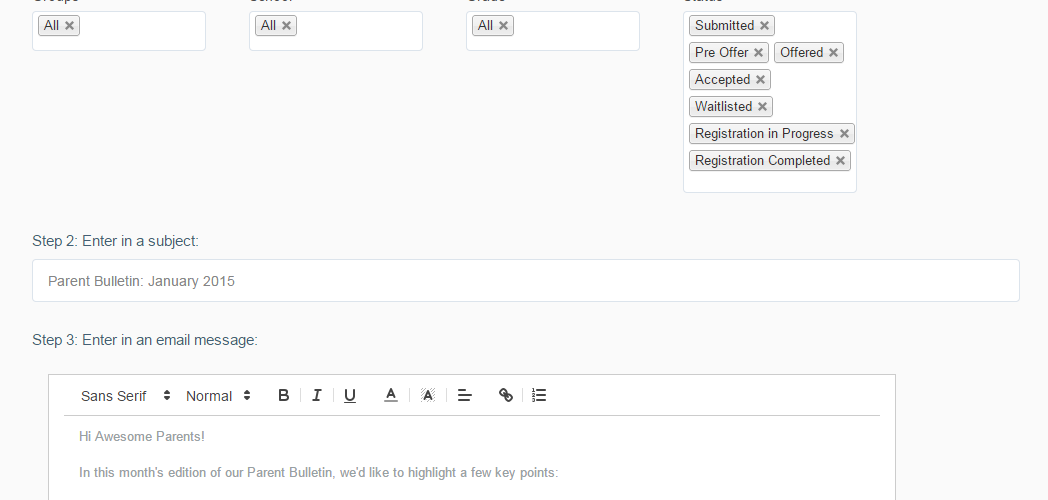 All
All
All
Submitted
Pre Offer Offered
Accepted
Waitlisted
Registration in Progress
Registration Completed
Step 2: Enter in a subject:
Parent Bulletin: January 2015
Step 3: Enter in an email message:
Sans Serif Normal B I U A A
Hi Awesome Parents!
In this month's edition of our Parent Bulletin, we'd like to highlight a few key points: